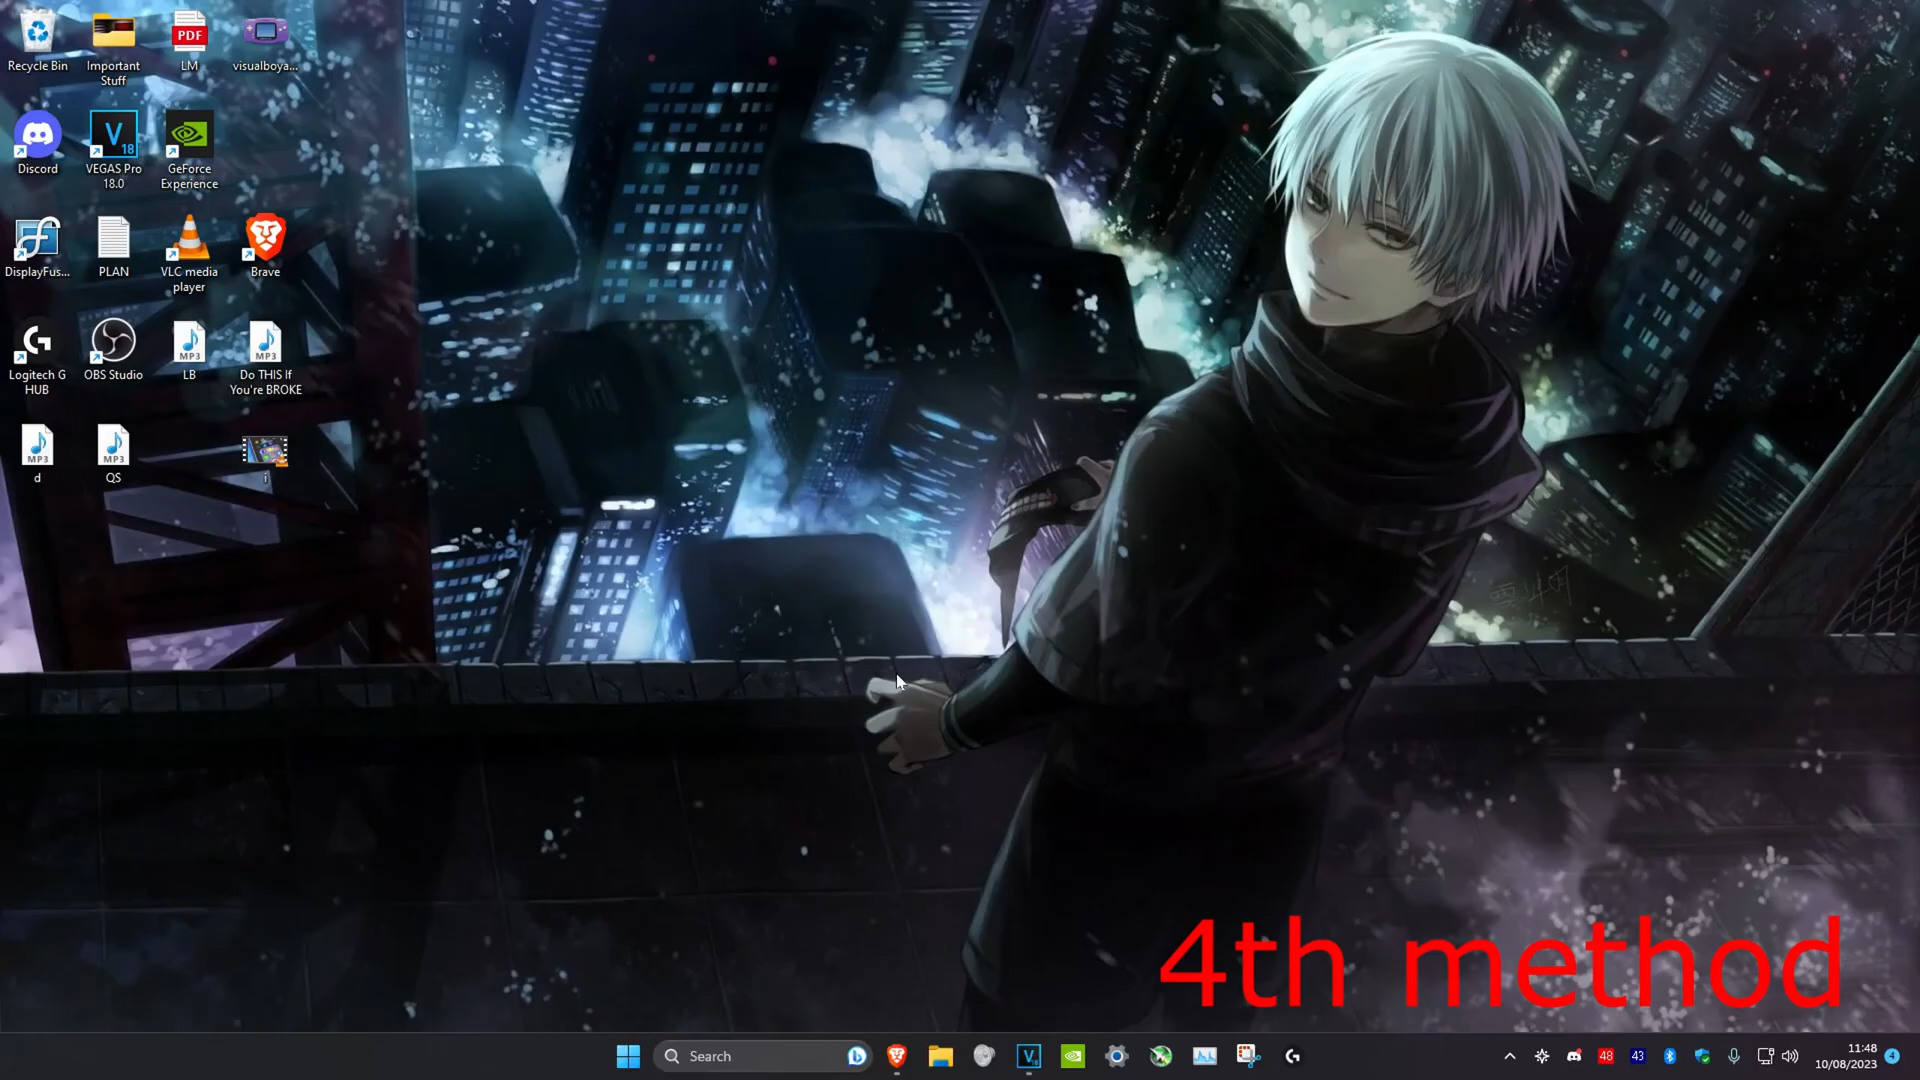 Recycle Bin
Important
Stuff
PDF
LM
visualboya...
Discord
V 18
VEGAS Pro
18.0
GeForce
Experience
DisplayFus...
PLAN
VLC media
player
Brave
Logitech G
HUB
OBS Studio
MP3
LB
MP3
Do THIS If
You're BROKE
MP3
d
MP3
QS
i
4th method
Search
48
43
11:48
10/08/2023
4